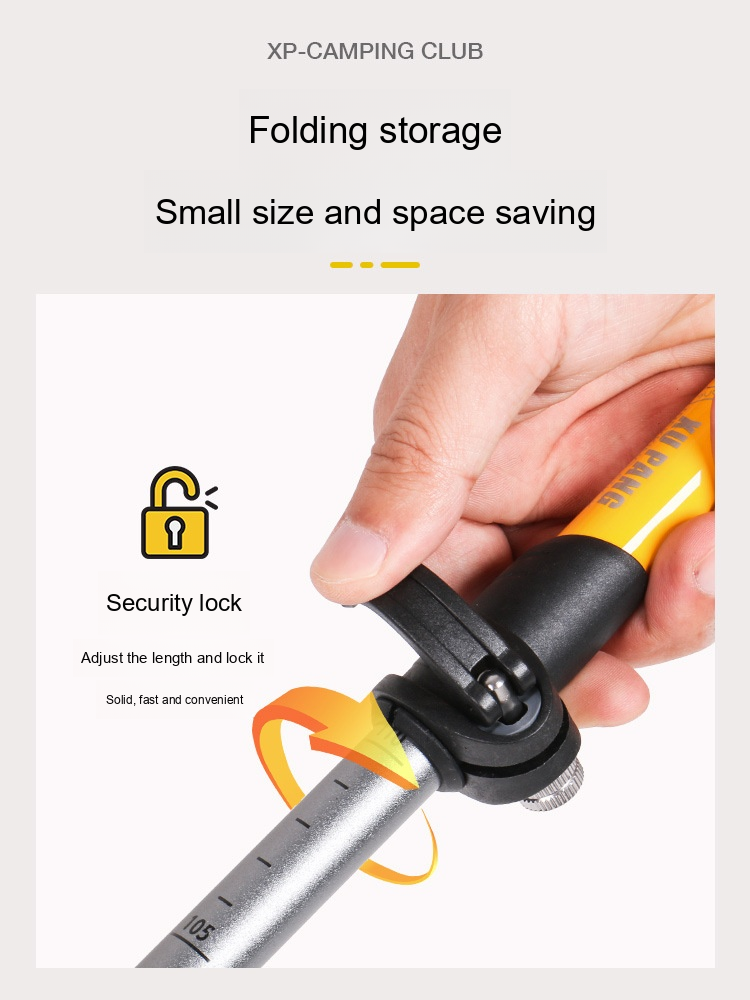 XP-CAMPING CLUB
Folding storage
Small size and space saving
XU PANG
Security lock
Adjust the length and lock it
Solid, fast and convenient
105